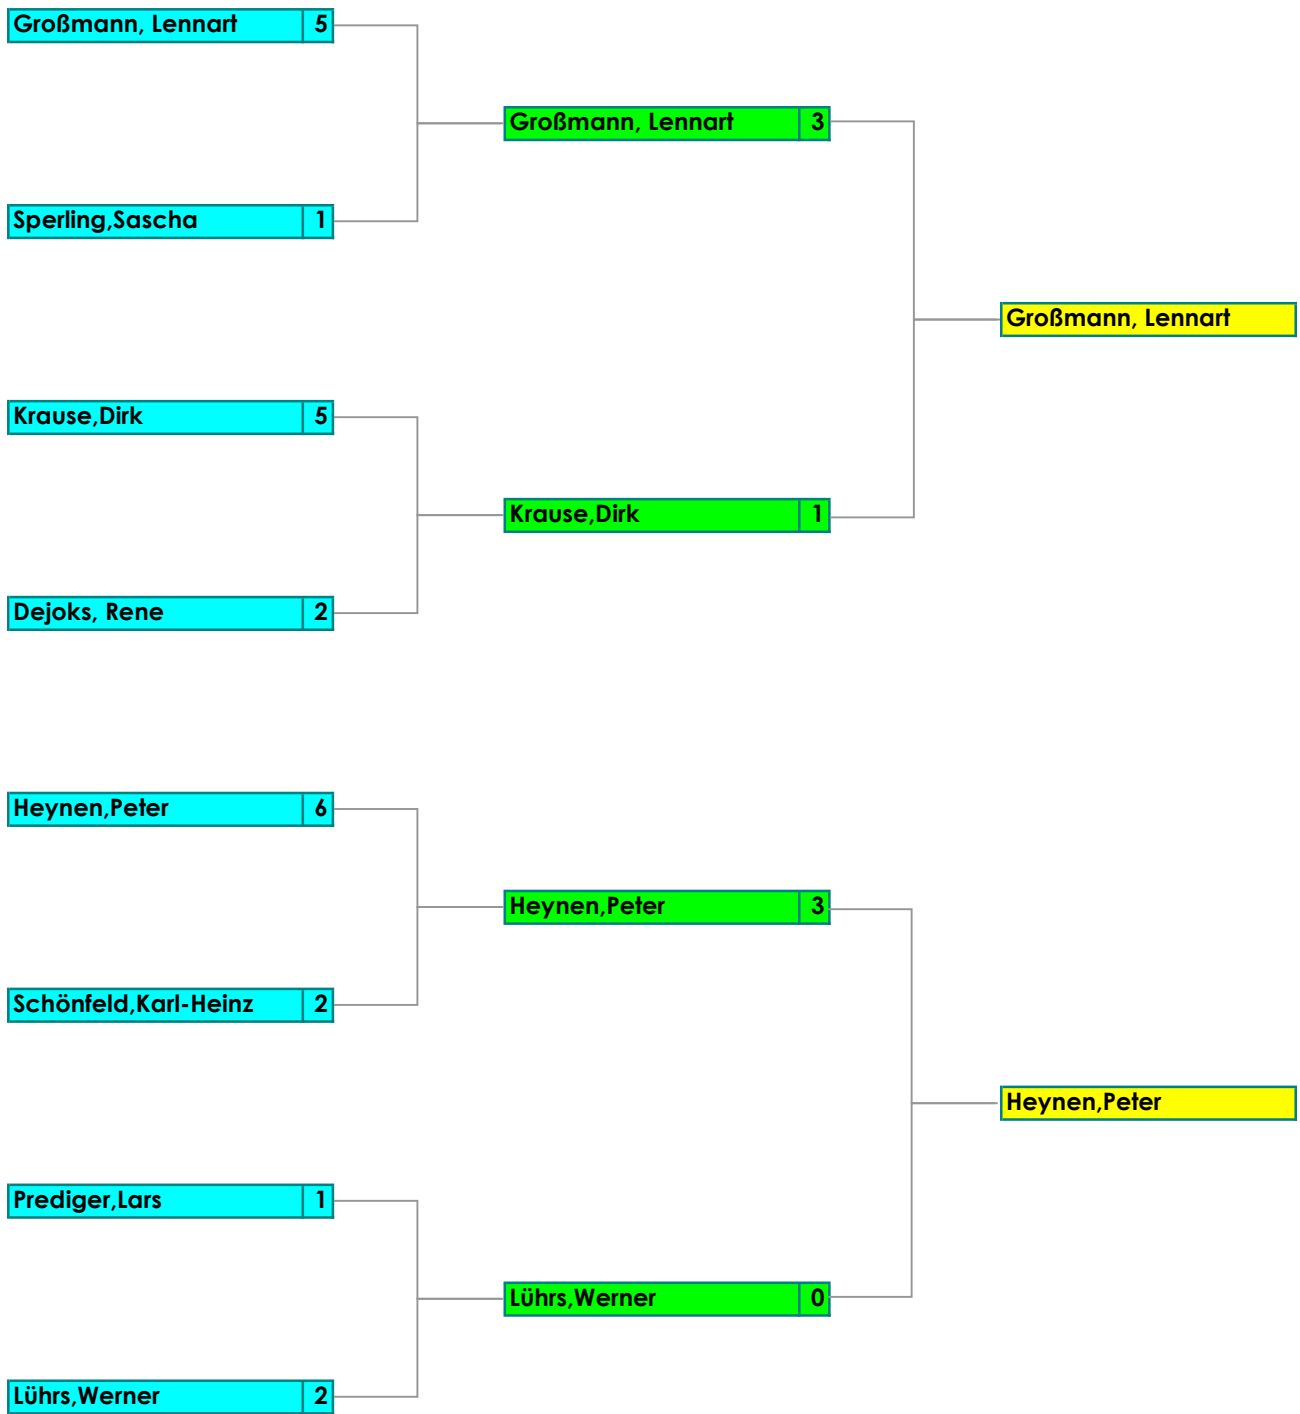 Großmann, Lennart 5
Großmann, Lennart 3
Sperling,Sascha 1
Großmann, Lennart
Krause,Dirk 5
Krause,Dirk 1
Dejoks, Rene 2
Heynen,Peter 6
Heynen,Peter 3
Schönfeld,Karl-Heinz 2
Heynen,Peter
Prediger,Lars 1
Lührs,Werner 0
Lührs,Werner 2